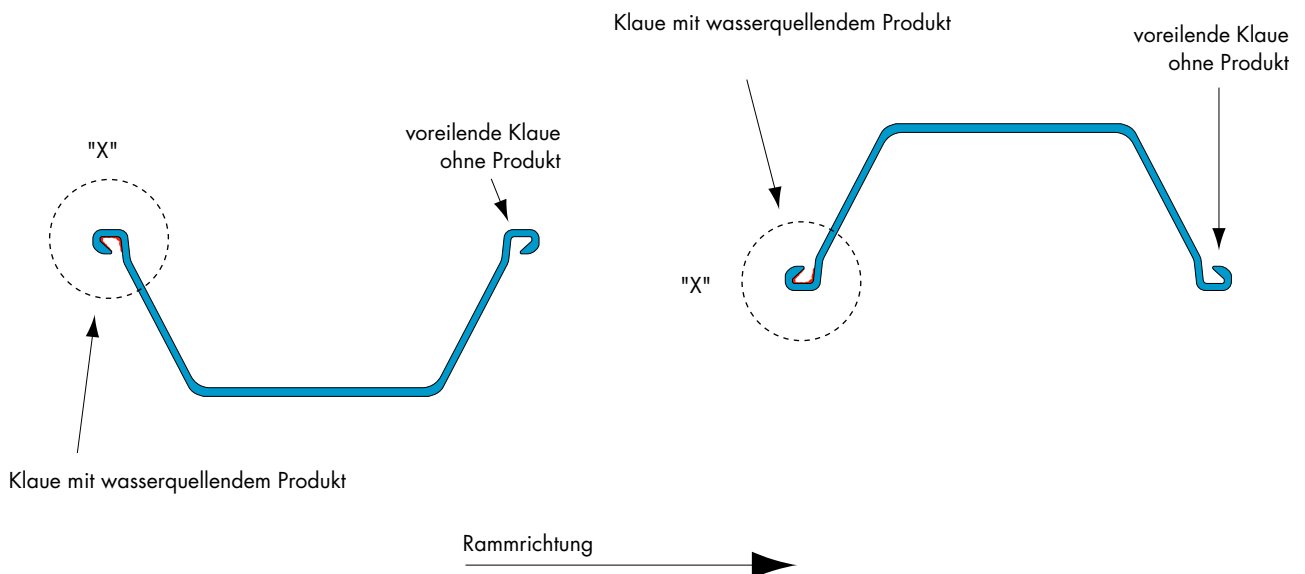 Klaue mit wasserquellendem Produkt
voreilende Klaue
ohne Produkt
voreilende Klaue
ohne Produkt
"X"
"X"
Klaue mit wasserquellendem Produkt
Rammrichtung